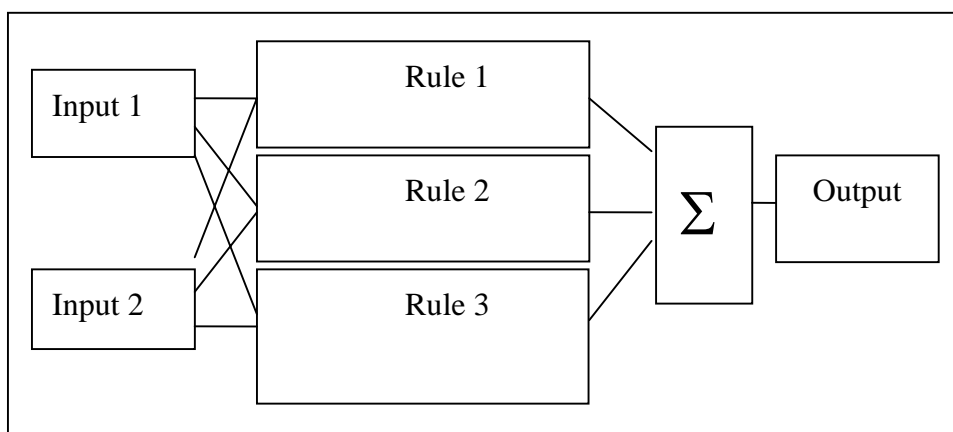 Input 1
Input 2
Rule 1
Rule 2
Rule 3
Σ
Output